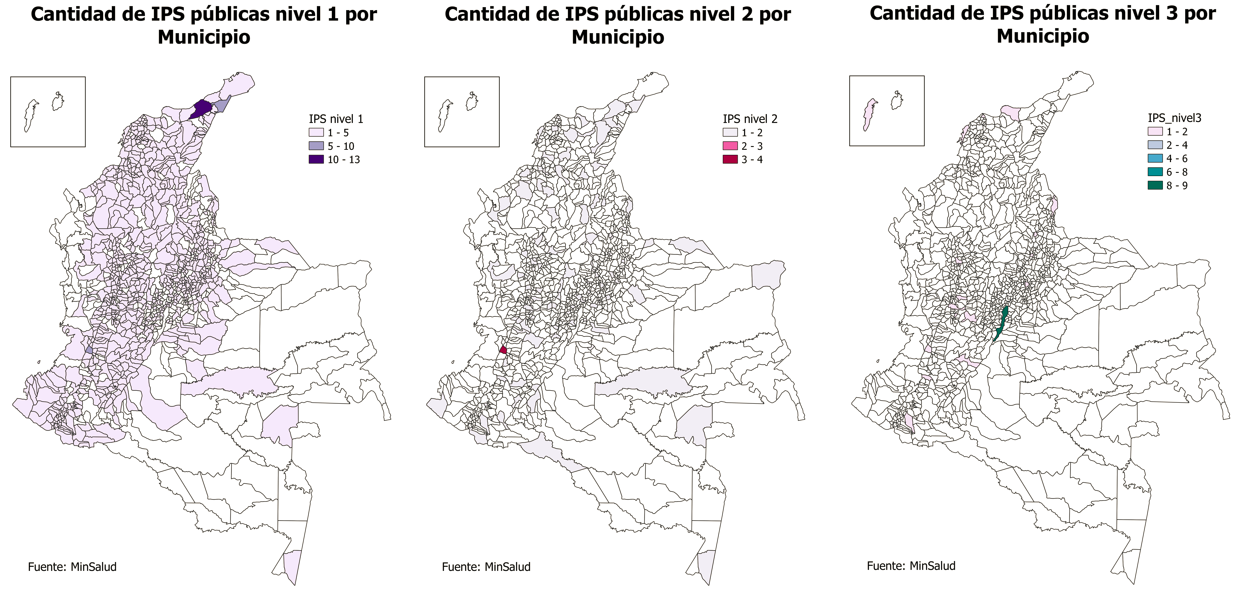 Cantidad de IPS públicas nivel 1 por
Municipio
IPS nivel 1
1 - 5
5 - 10
10 - 13
Fuente: MinSalud
Cantidad de IPS públicas nivel 2 por
Municipio
IPS nivel 2
1 - 2
2 - 3
3 - 4
Fuente: MinSalud
Cantidad de IPS públicas nivel 3 por
Municipio
IPS_nivel3
1 - 2
2 - 4
4 - 6
6 - 8
8 - 9
Fuente: MinSalud